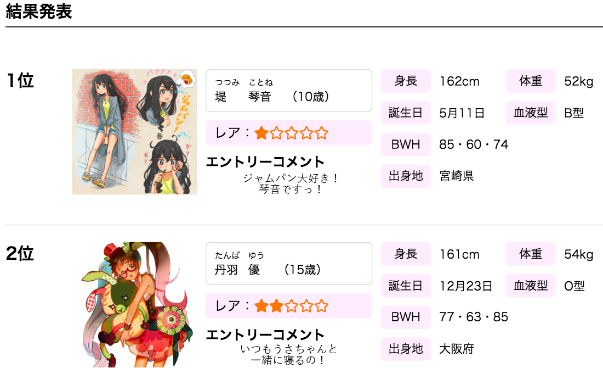 結果発表
1位
つつみ ことね
堤 琴音 （10歳）
レア：★☆☆☆☆
エントリーコメント
ジャムパン大好き！
琴音ですっ！
身長 162cm 体重 52kg
誕生日 5月11日 血液型 B型
BWH 85・60・74
出身地 宮崎県
2位
たんば ゆう
丹羽 優 （15歳）
レア：★★☆☆☆
エントリーコメント
いつもうさちゃんと
一緒に寝るの！
身長 161cm 体重 54kg
誕生日 12月23日 血液型 O型
BWH 77・63・85
出身地 大阪府